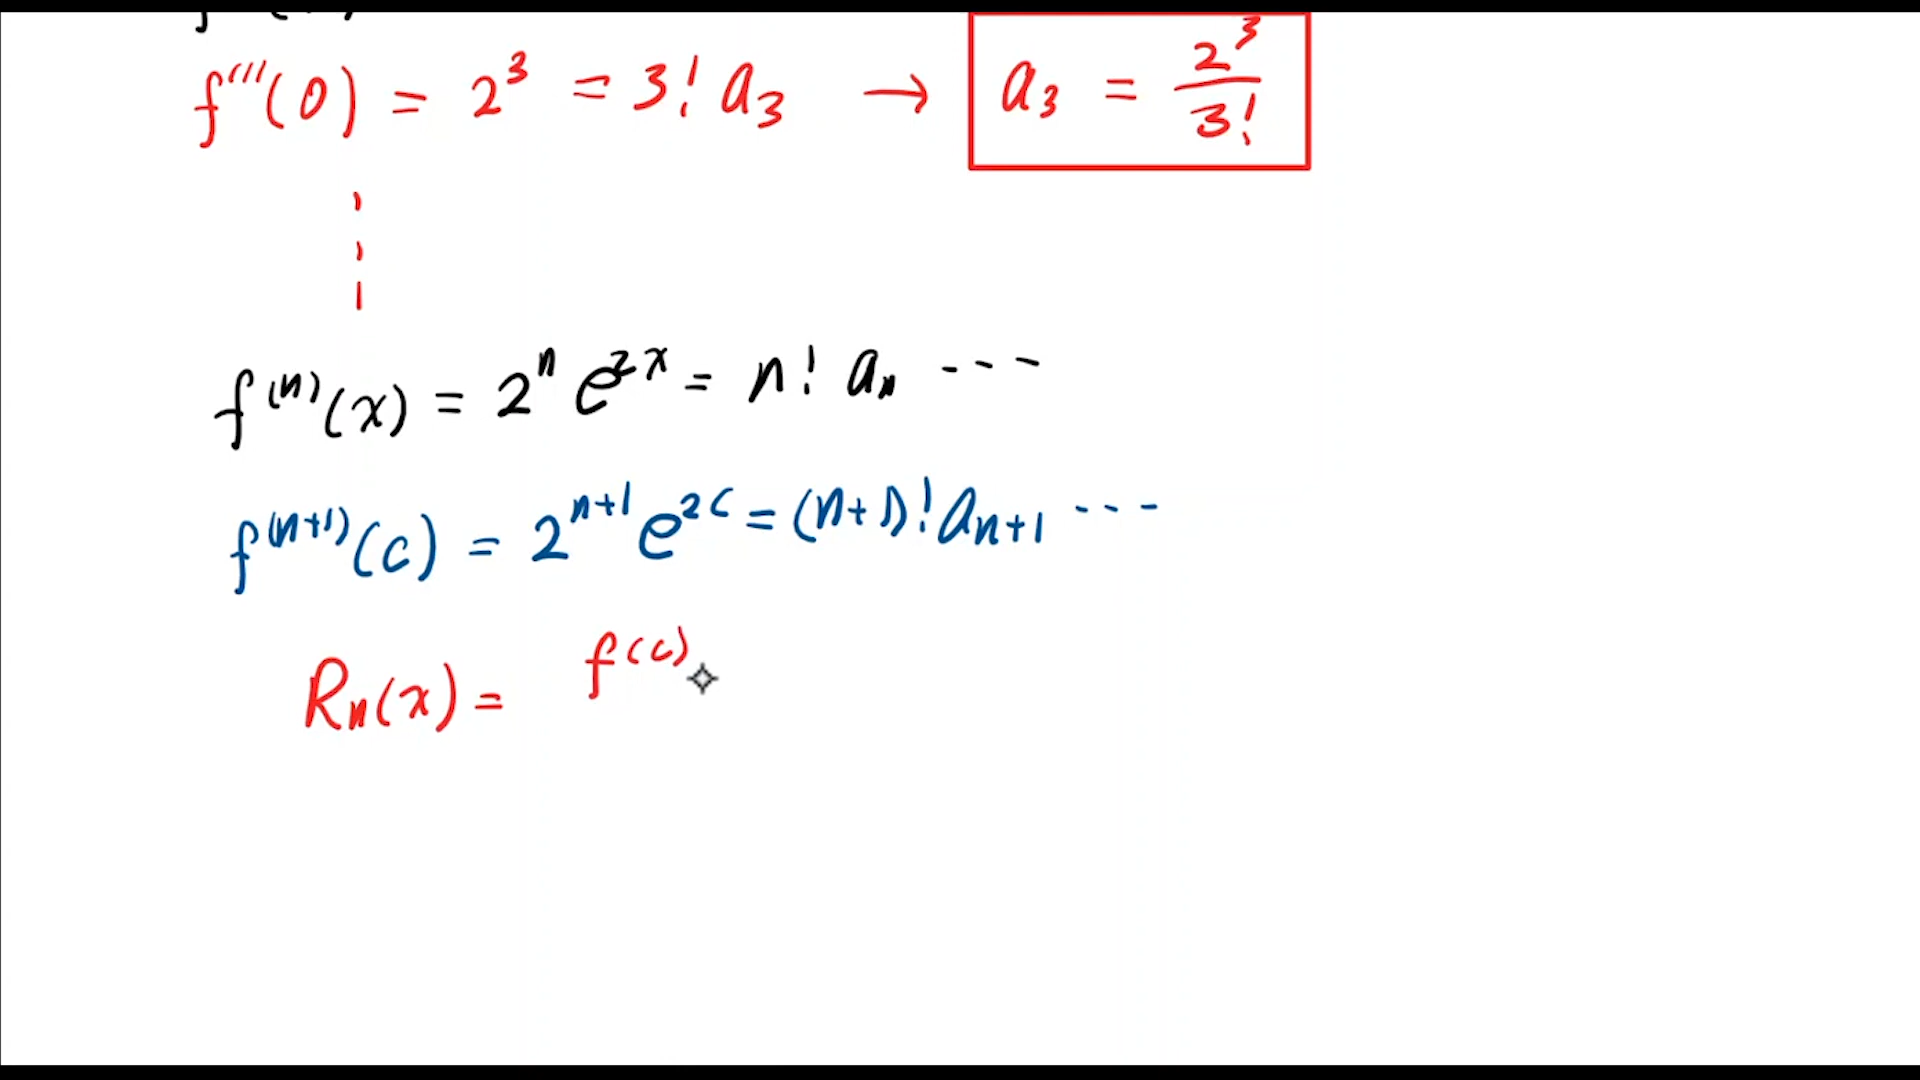 f'''(0) = 2³ = 3! a₃ → a₃ = 2³/3!
f⁽ⁿ⁾(x) = 2ⁿ e²ˣ = n! aₙ ---
f⁽ⁿ⁺¹⁾(c) = 2ⁿ⁺¹ e²ᶜ = (n+1)! aₙ₊₁ ---
Rₙ(x) = f⁽ᶜ⁾